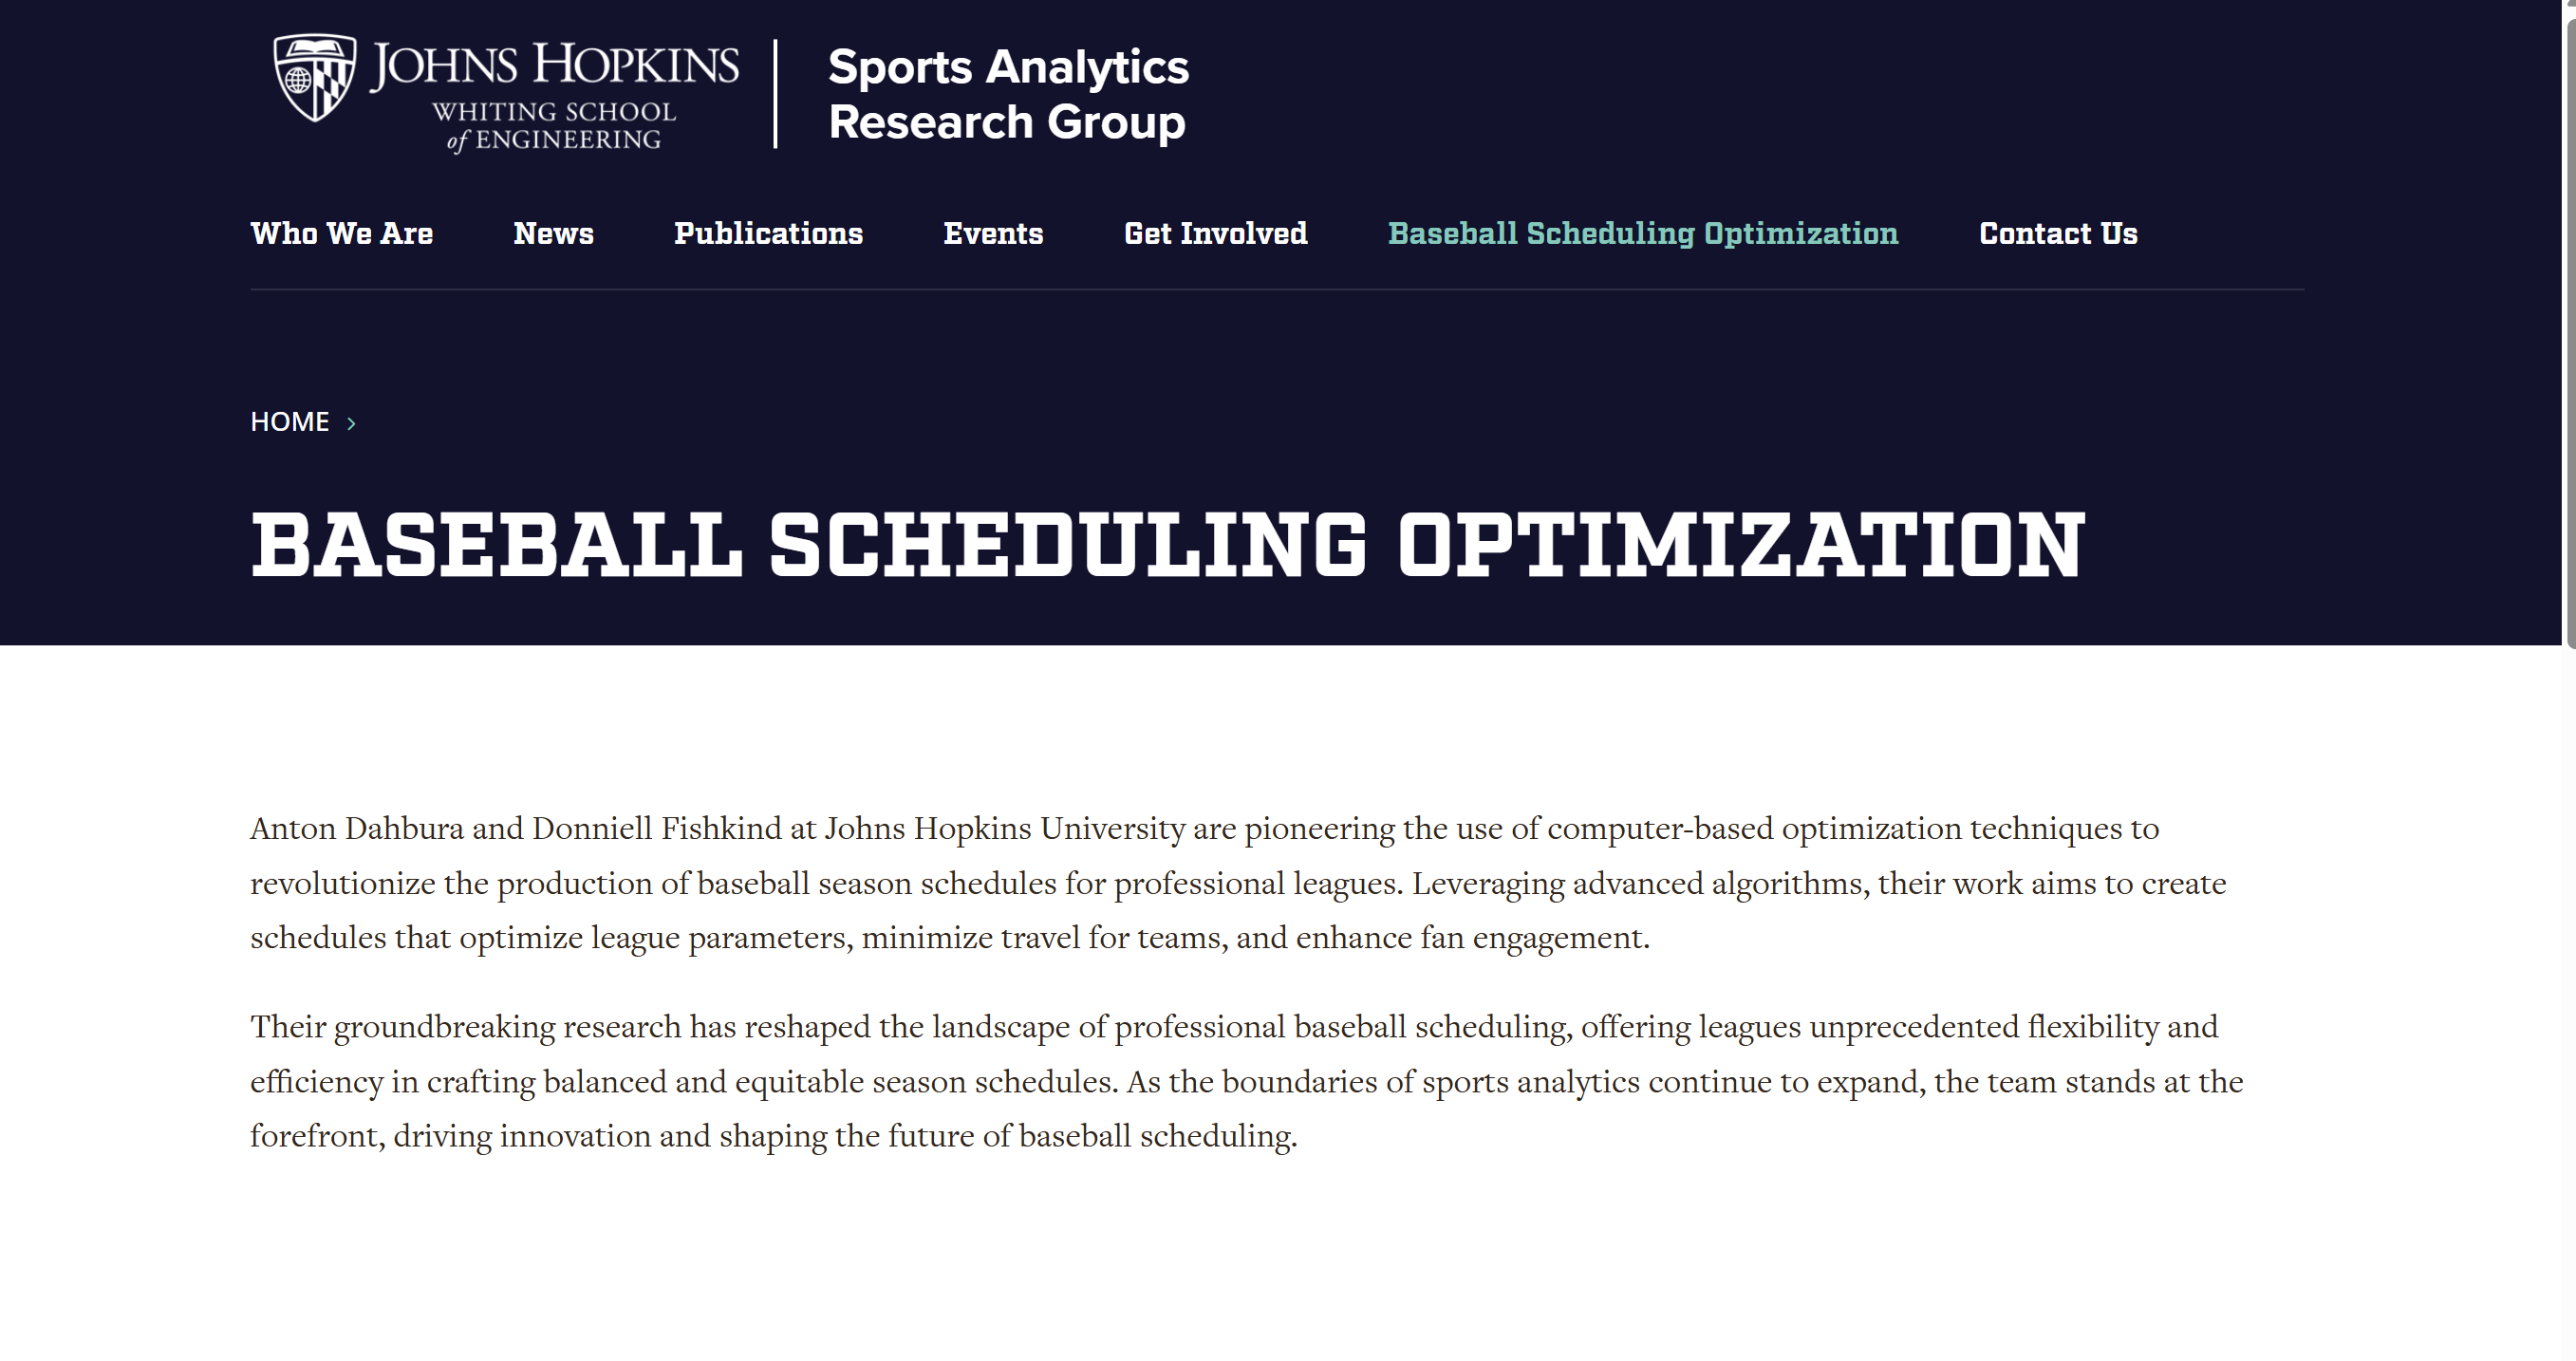 JOHNS HOPKINS
WHITING SCHOOL
of ENGINEERING
Sports Analytics
Research Group
Who We Are News Publications Events Get Involved Baseball Scheduling Optimization Contact Us
HOME >
BASEBALL SCHEDULING OPTIMIZATION
Anton Dahbura and Donniell Fishkind at Johns Hopkins University are pioneering the use of computer-based optimization techniques to
revolutionize the production of baseball season schedules for professional leagues. Leveraging advanced algorithms, their work aims to create
schedules that optimize league parameters, minimize travel for teams, and enhance fan engagement.
Their groundbreaking research has reshaped the landscape of professional baseball scheduling, offering leagues unprecedented flexibility and
efficiency in crafting balanced and equitable season schedules. As the boundaries of sports analytics continue to expand, the team stands at the
forefront, driving innovation and shaping the future of baseball scheduling.